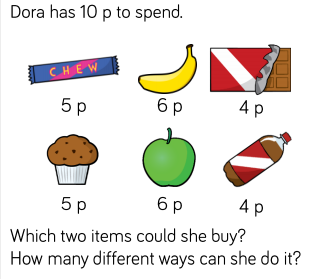 Dora has 10 p to spend.
CHEW
5 p 6 p 4 p
5 p 6 p 4 p
Which two items could she buy?
How many different ways can she do it?